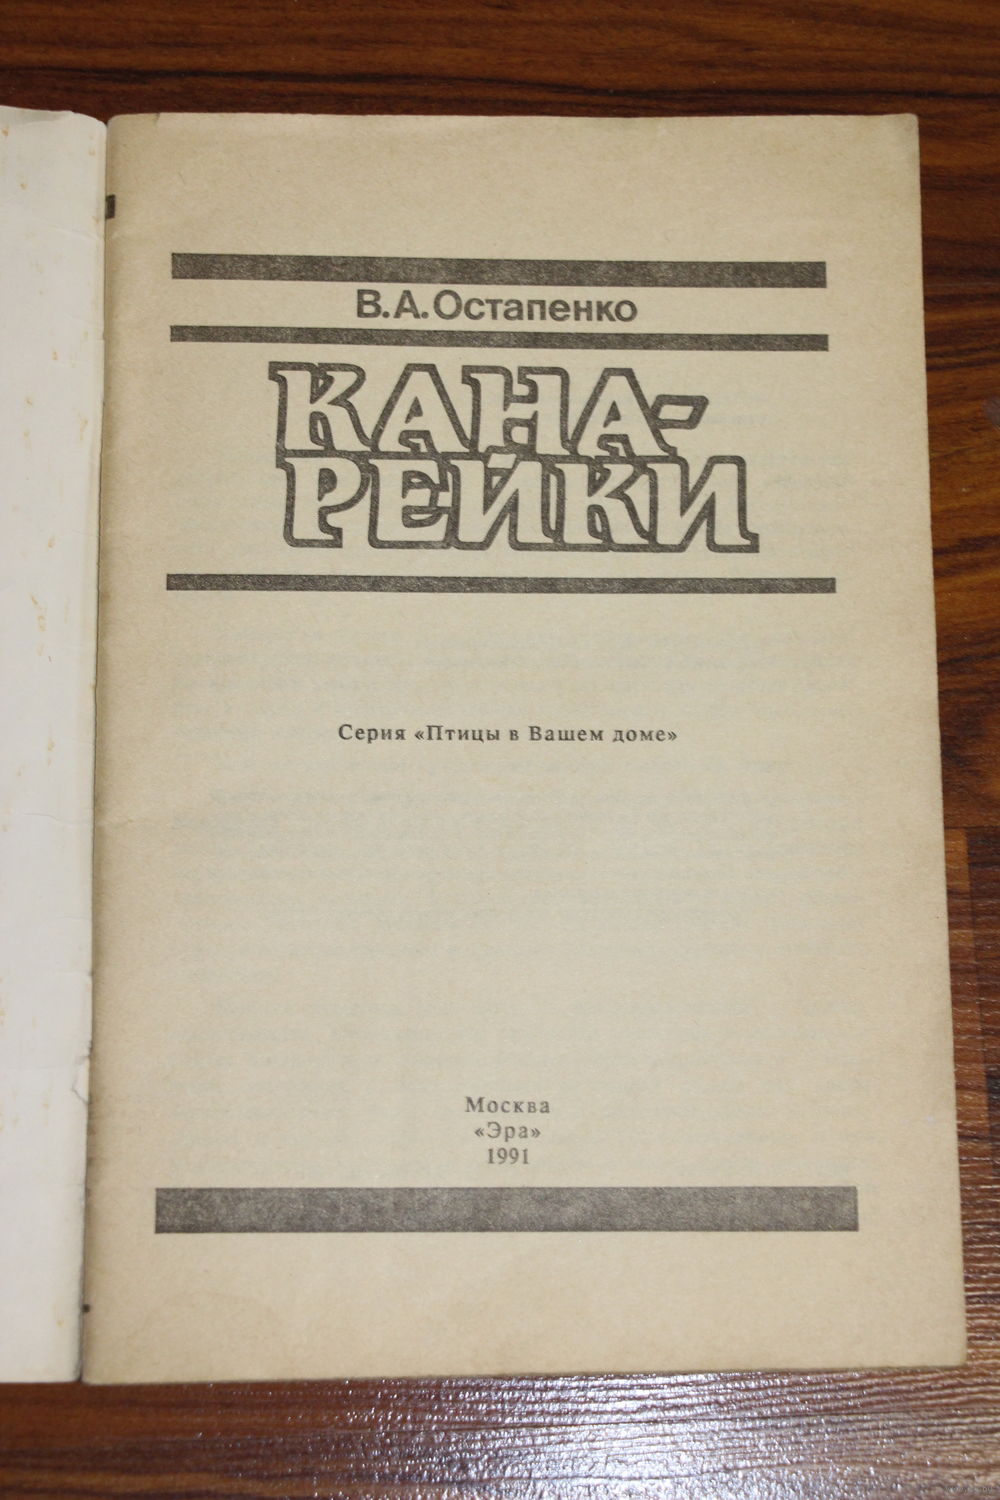 В.А.Остапенко
КАНА-
РЕЙКИ
Серия «Птицы в Вашем доме»
Москва
«Эра»
1991